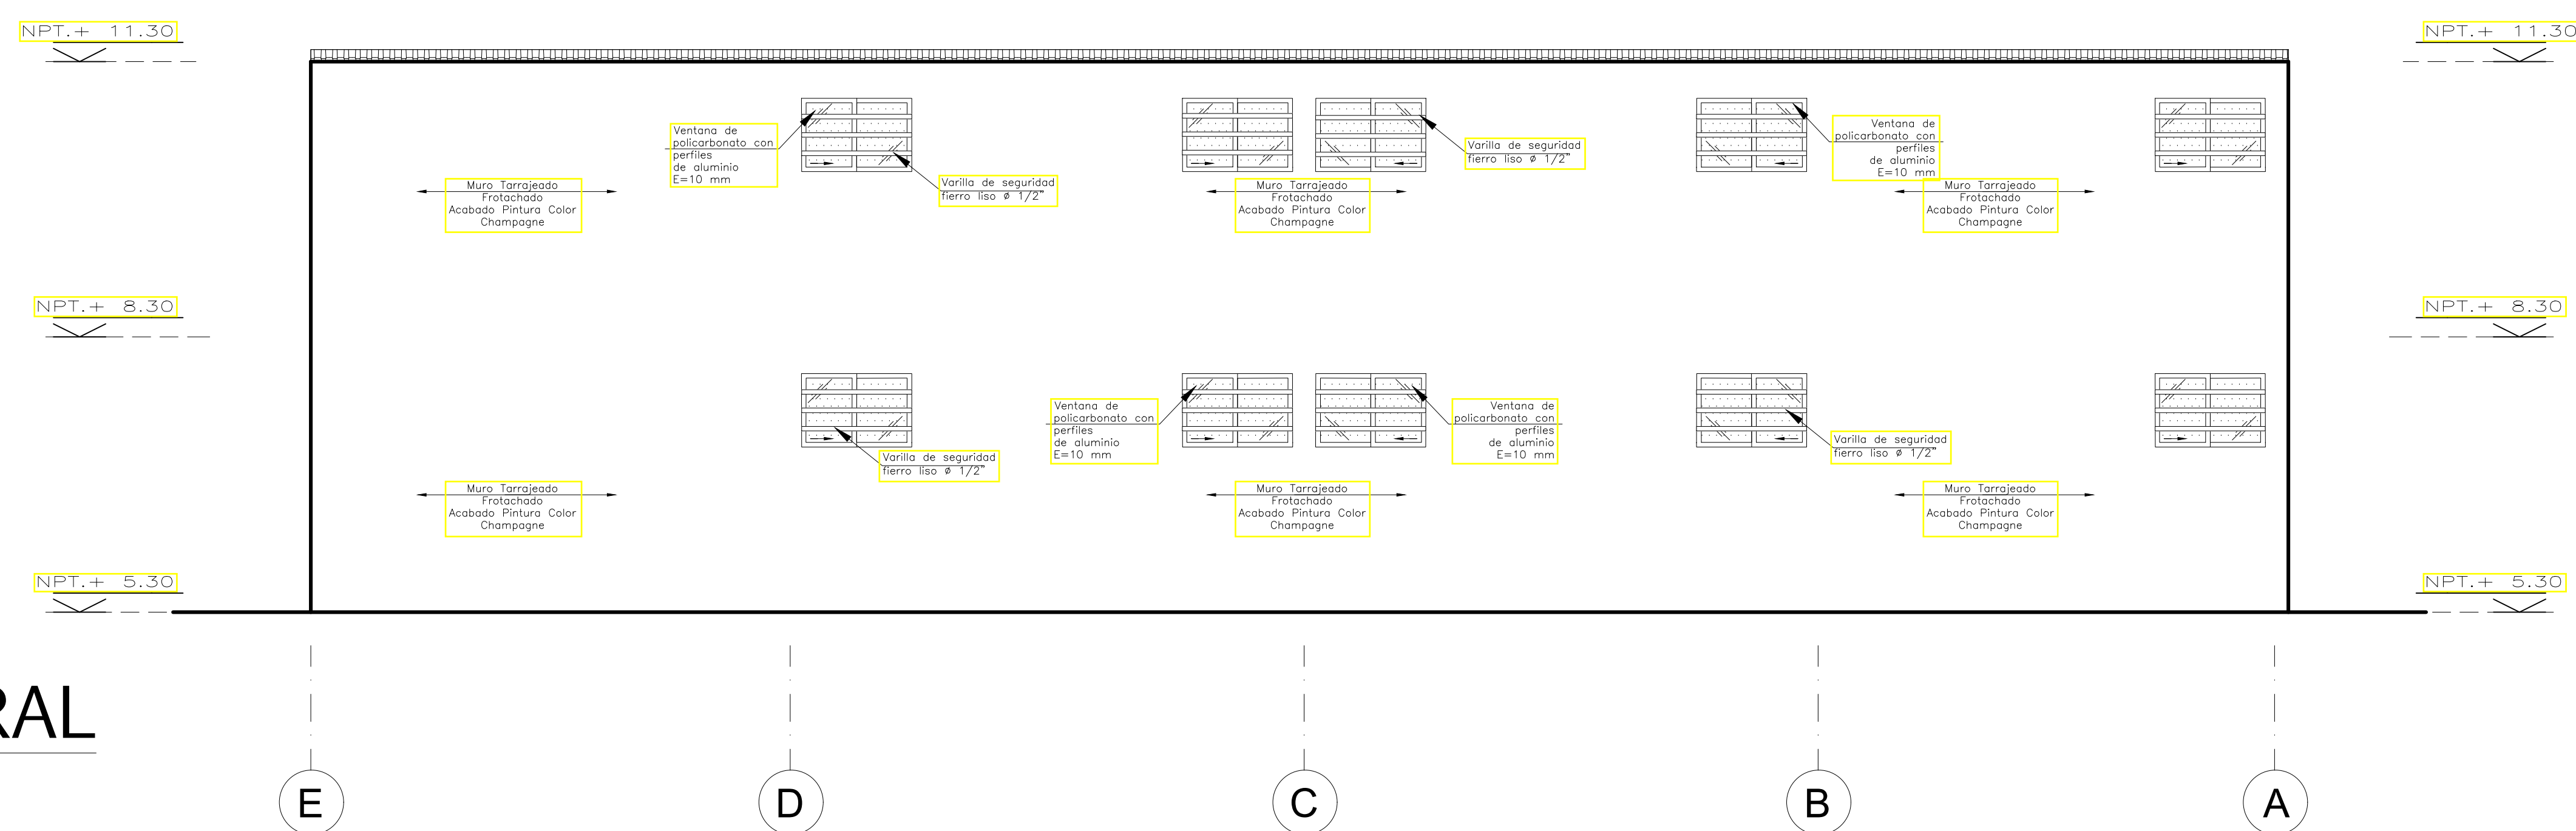 NPT.+ 11.30
NPT.+ 11.30
Ventana de
policarbonato con
perfiles
de aluminio
E=10 mm
Varilla de seguridad
fierro liso ø 1/2"
Varilla de seguridad
fierro liso ø 1/2"
Ventana de
policarbonato con
perfiles
de aluminio
E=10 mm
Muro Tarrajeado
Frotachado
Acabado Pintura Color
Champagne
Muro Tarrajeado
Frotachado
Acabado Pintura Color
Champagne
Muro Tarrajeado
Frotachado
Acabado Pintura Color
Champagne
NPT.+ 8.30
NPT.+ 8.30
Varilla de seguridad
fierro liso ø 1/2"
Ventana de
policarbonato con
perfiles
de aluminio
E=10 mm
Ventana de
policarbonato con
perfiles
de aluminio
E=10 mm
Varilla de seguridad
fierro liso ø 1/2"
Muro Tarrajeado
Frotachado
Acabado Pintura Color
Champagne
Muro Tarrajeado
Frotachado
Acabado Pintura Color
Champagne
Muro Tarrajeado
Frotachado
Acabado Pintura Color
Champagne
NPT.+ 5.30
NPT.+ 5.30
RAL
E
D
C
B
A